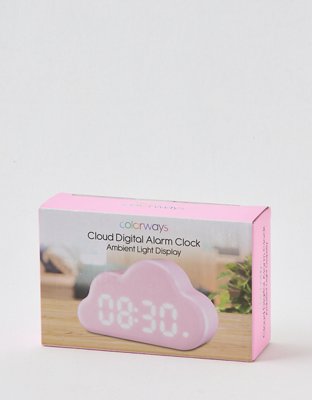 colorways
Cloud Digital Alarm Clock
Ambient Light Display
08:30.